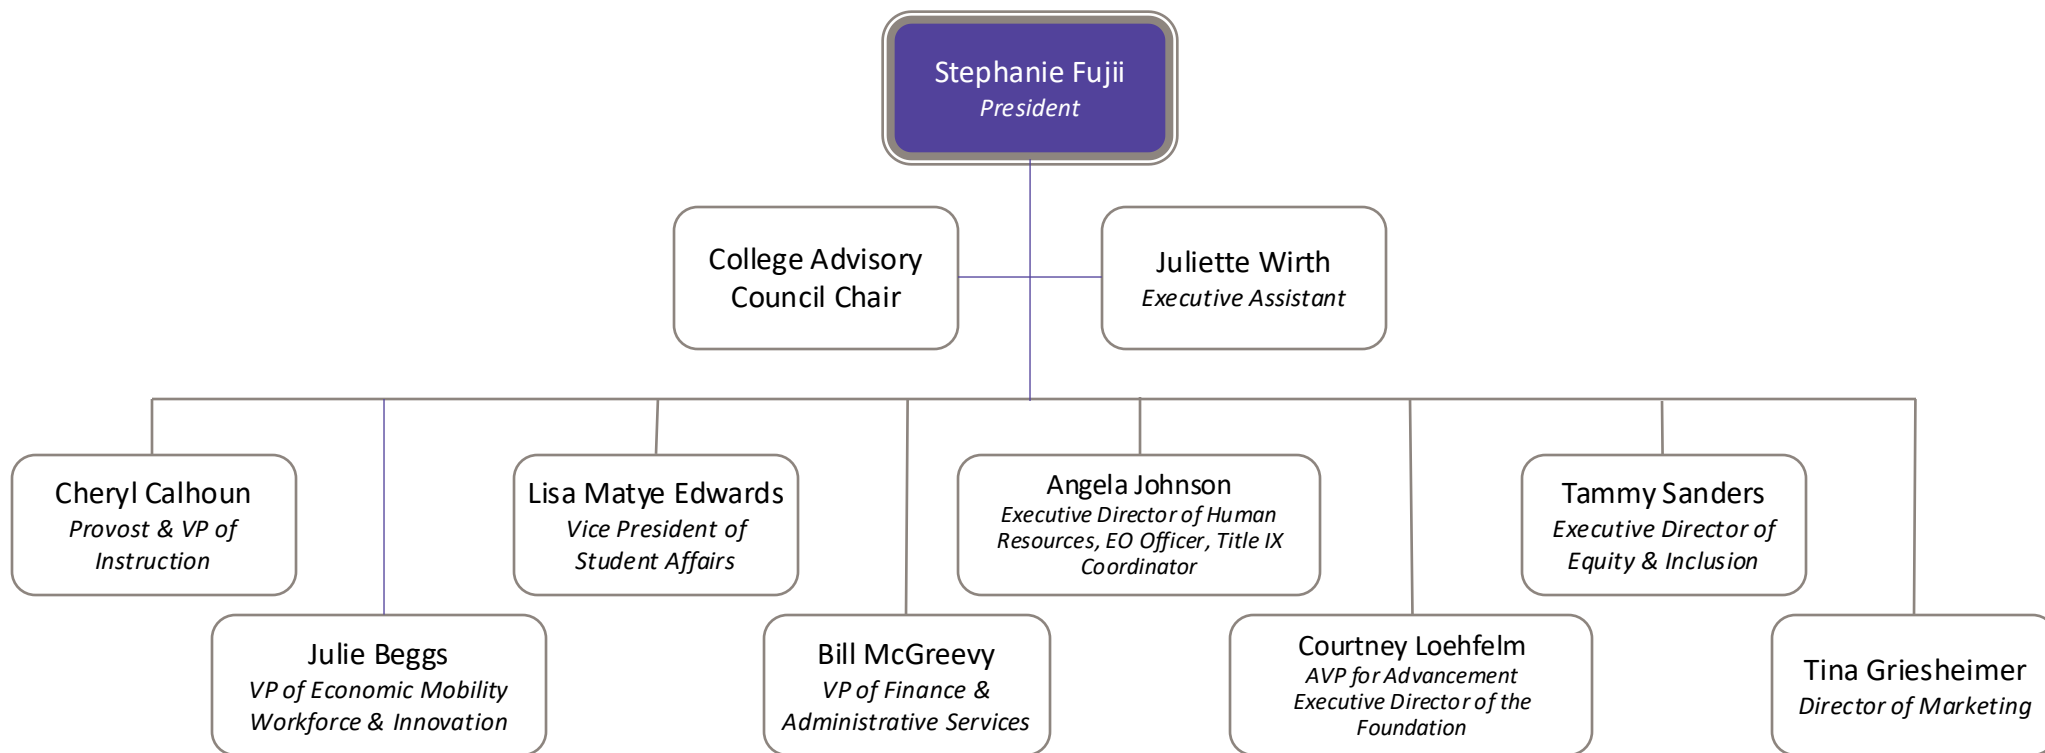 Stephanie Fujii
President
College Advisory
Council Chair
Juliette Wirth
Executive Assistant
Cheryl Calhoun
Provost & VP of
Instruction
Lisa Matye Edwards
Vice President of
Student Affairs
Angela Johnson
Executive Director of Human
Resources, EO Officer, Title IX
Coordinator
Tammy Sanders
Executive Director of
Equity & Inclusion
Julie Beggs
VP of Economic Mobility
Workforce & Innovation
Bill McGreevy
VP of Finance &
Administrative Services
Courtney Loehfelm
AVP for Advancement
Executive Director of the
Foundation
Tina Griesheimer
Director of Marketing